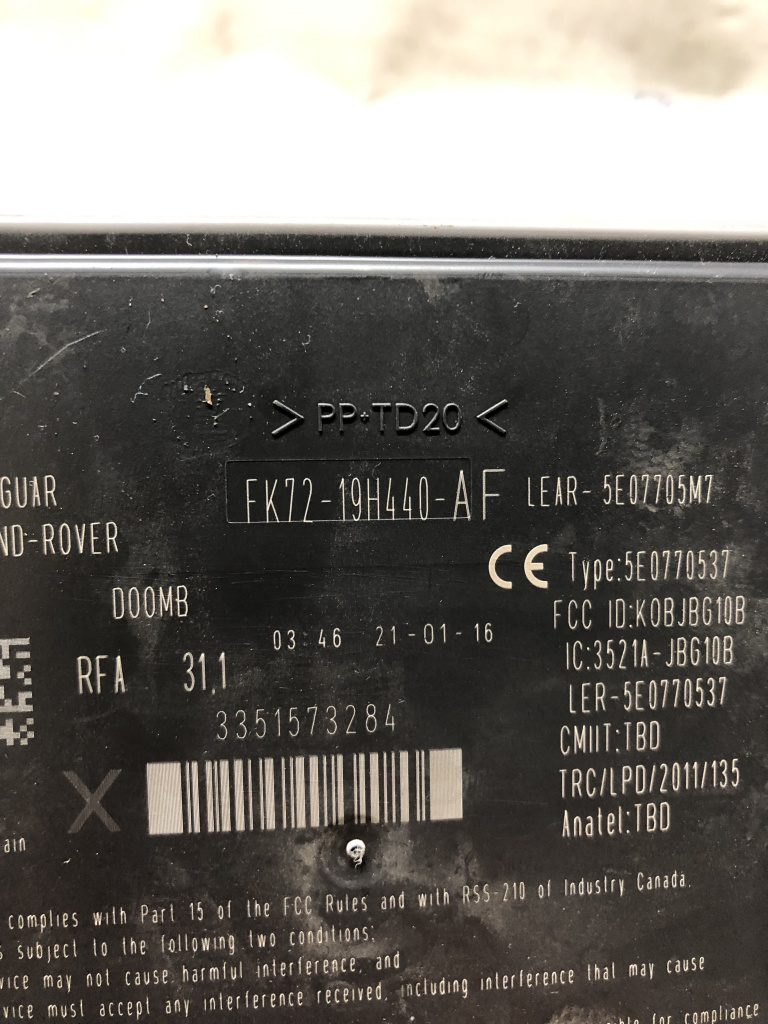 > PP+TD20 <
GUAR
FK72-19H440-AF LEAR- 5E07705M7
ND-ROVER
CE Type:5E0770537
D00MB
FCC ID:KOBJBG10B
03:46 21-01-16
IC:3521A-JBG10B
RFA 31,1
LER-5E0770537
3351573284
CMIIT:TBD
TRC/LPD/2011/135
X
Anatel:TBD
ain
complies with Part 15 of the FCC Rules and with RSS-210 of Industry Canada.
s subject to the following two conditions:
vice may not cause harmful interference, and
vice must accept any interference received, including interference that may cause
for compliance